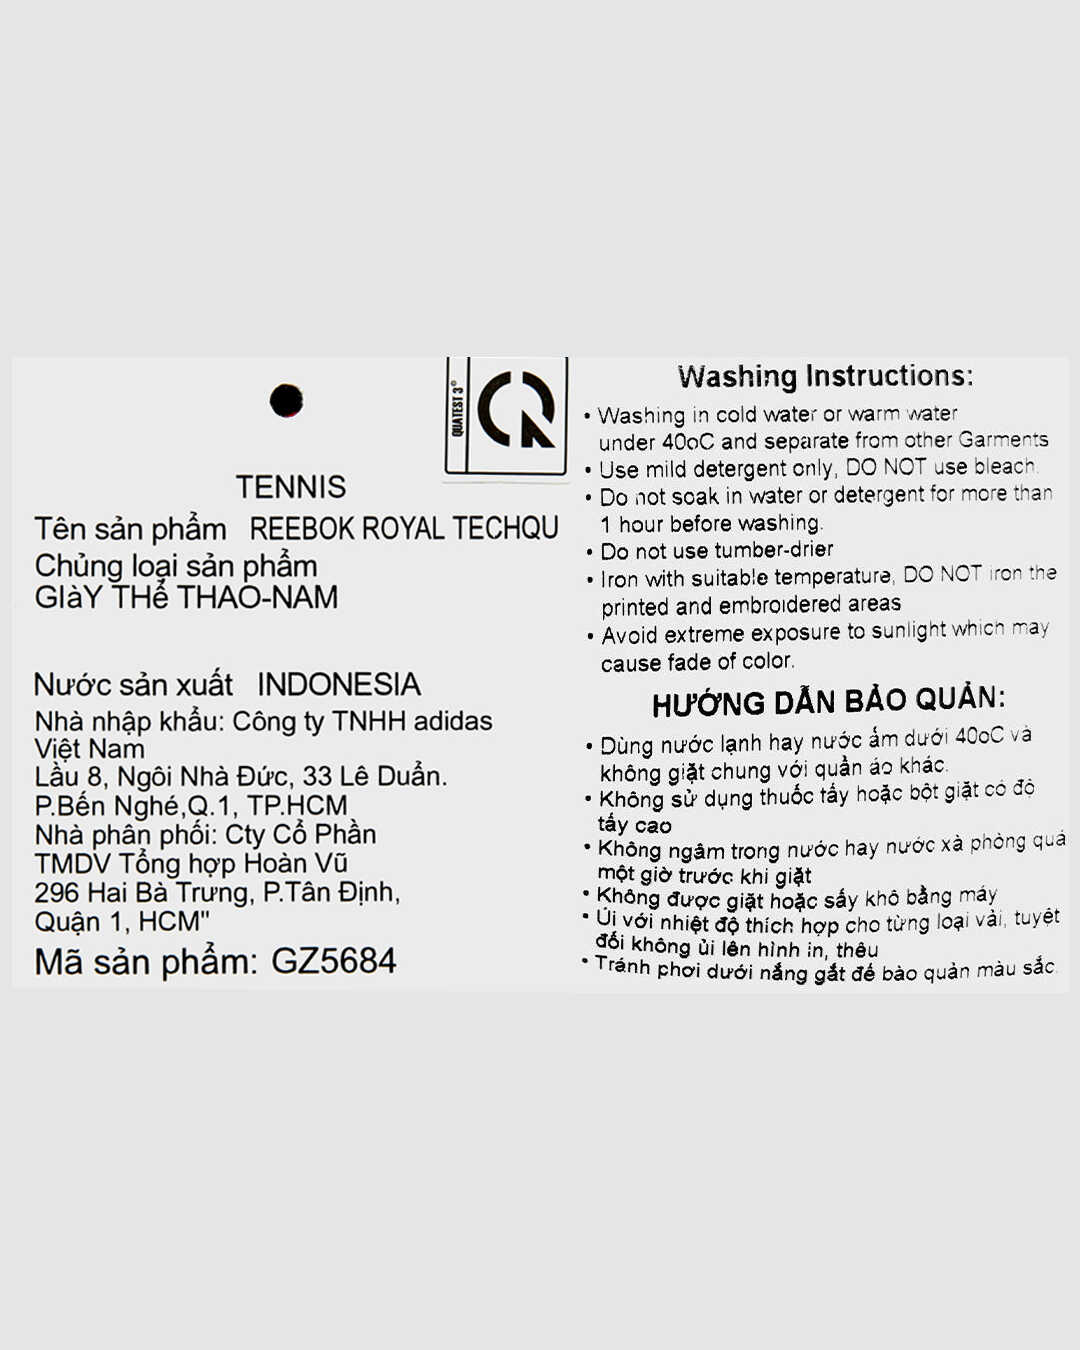 TENNIS
Tên sản phẩm REEBOK ROYAL TECHQU
Chủng loại sản phẩm
GIàY THể THAO-NAM
Nước sản xuất INDONESIA
Nhà nhập khẩu: Công ty TNHH adidas
Việt Nam
Lầu 8, Ngôi Nhà Đức, 33 Lê Duẩn.
P.Bến Nghé,Q.1, TP.HCM
Nhà phân phối: Cty Cổ Phần
TMDV Tổng hợp Hoàn Vũ
296 Hai Bà Trưng, P.Tân Định,
Quận 1, HCM"
Mã sản phẩm: GZ5684
QUATEST 3®
Washing Instructions:
• Washing in cold water or warm water
under 40oC and separate from other Garments
• Use mild detergent only, DO NOT use bleach.
• Do not soak in water or detergent for more than
1 hour before washing.
• Do not use tumber-drier
• Iron with suitable temperature, DO NOT iron the
printed and embroidered areas
• Avoid extreme exposure to sunlight which may
cause fade of color.
HƯỚNG DẪN BẢO QUẢN:
• Dùng nước lạnh hay nước ấm dưới 40oC và
không giặt chung với quần áo khác.
• Không sử dụng thuốc tẩy hoặc bột giặt có độ
tẩy cao
• Không ngâm trong nước hay nước xà phòng quá
một giờ trước khi giặt
• Không được giặt hoặc sấy khô bằng máy
• Ủi với nhiệt độ thích hợp cho từng loại vải, tuyệt
đối không ủi lên hình in, thêu
• Tránh phơi dưới nắng gắt để bảo quản màu sắc.